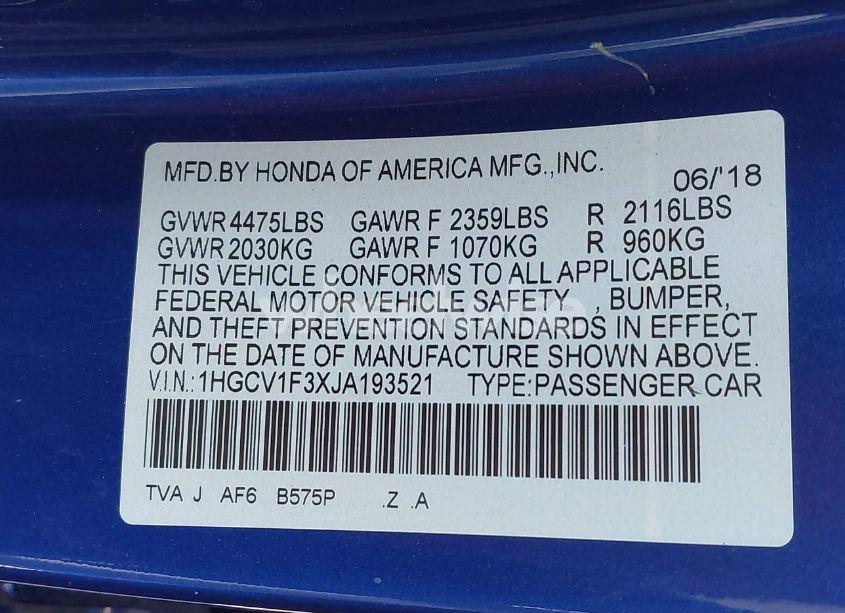 MFD.BY HONDA OF AMERICA MFG.,INC. 06/'18
GVWR 4475LBS GAWR F 2359LBS R 2116LBS
GVWR 2030KG GAWR F 1070KG R 960KG
THIS VEHICLE CONFORMS TO ALL APPLICABLE
FEDERAL MOTOR VEHICLE SAFETY , BUMPER,
AND THEFT PREVENTION STANDARDS IN EFFECT
ON THE DATE OF MANUFACTURE SHOWN ABOVE.
V.I.N.:1HGCV1F3XJA193521 TYPE:PASSENGER CAR
TVA J AF6 B575P .Z .A